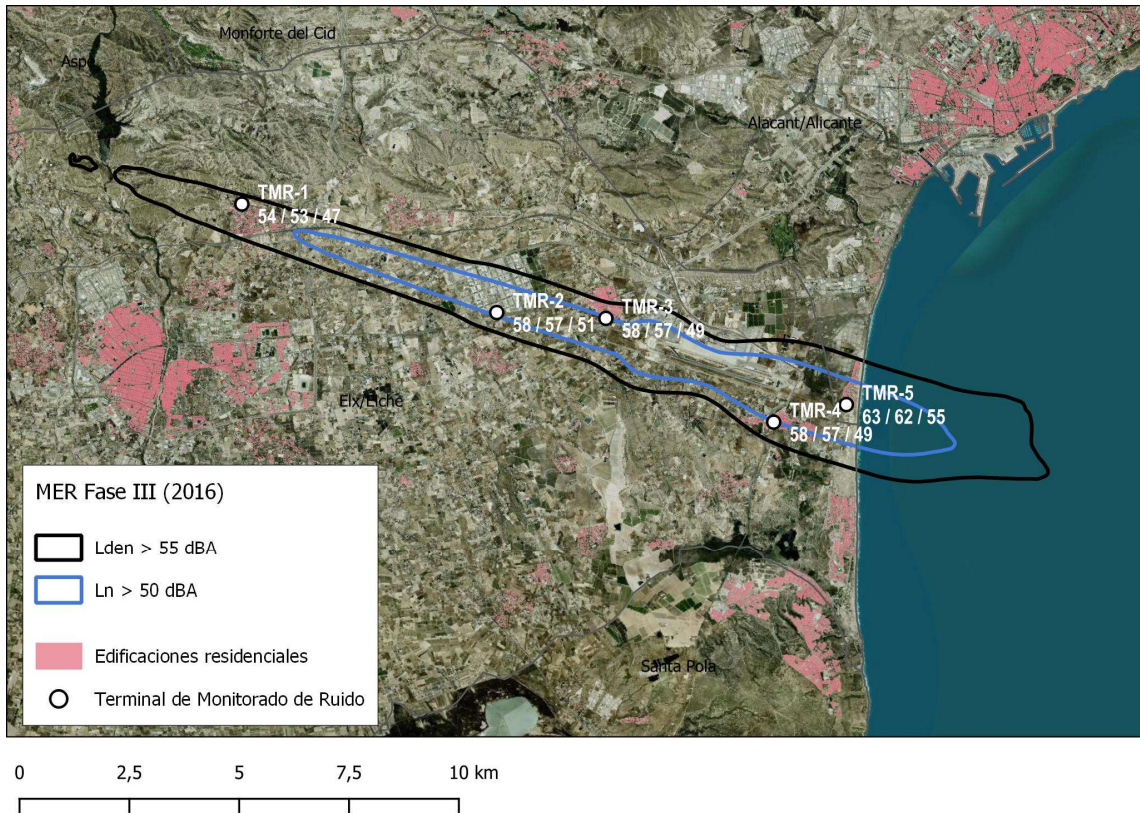 Monforte del Cid
Aspe
Alacant/Alicante
TMR-1
54 / 53 / 47
TMR-2
58 / 57 / 51
TMR-3
58 / 57 / 49
Elx/Elche
TMR-5
63 / 62 / 55
TMR-4
58 / 57 / 49
Santa Pola
MER Fase III (2016)
Lden > 55 dBA
Ln > 50 dBA
Edificaciones residenciales
Terminal de Monitorado de Ruido
0 2,5 5 7,5 10 km